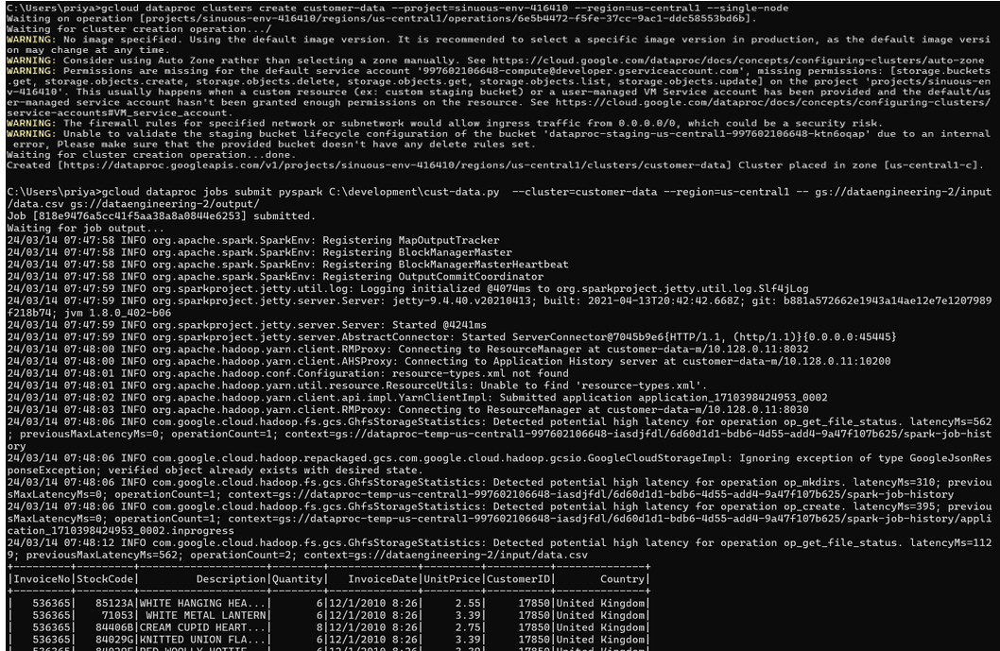 C:\Users\priya>gcloud dataproc clusters create customer-data --project=sinuous-env-416410 --region=us-central1 --single-node
Waiting on operation [projects/sinuous-env-416410/regions/us-central1/operations/6e5b4472-f5fe-37cc-9ac1-ddc58553bd6b].
Waiting for cluster creation operation.../
WARNING: No image specified. Using the default image version. It is recommended to select a specific image version in production, as the default image versi
on may change at any time.
WARNING: Consider using Auto Zone rather than selecting a zone manually. See https://cloud.google.com/dataproc/docs/concepts/configuring-clusters/auto-zone
WARNING: Permissions are missing for the default service account '997602106648-compute@developer.gserviceaccount.com', missing permissions: [storage.buckets
.get, storage.objects.create, storage.objects.delete, storage.objects.get, storage.objects.list, storage.objects.update] on the project 'projects/sinuous-en
v-416410'. This usually happens when a custom resource (ex: custom staging bucket) or a user-managed VM Service account has been provided and the default/us
er-managed service account hasn't been granted enough permissions on the resource. See https://cloud.google.com/dataproc/docs/concepts/configuring-clusters/
service-accounts#VM_service_account.
WARNING: The firewall rules for specified network or subnetwork would allow ingress traffic from 0.0.0.0/0, which could be a security risk.
WARNING: Unable to validate the staging bucket lifecycle configuration of the bucket 'dataproc-staging-us-central1-997602106648-ktn6oqap' due to an internal
 error, Please make sure that the provided bucket doesn't have any delete rules set.
Waiting for cluster creation operation...done.
Created [https://dataproc.googleapis.com/v1/projects/sinuous-env-416410/regions/us-central1/clusters/customer-data] Cluster placed in zone [us-central1-c].
C:\Users\priya>gcloud dataproc jobs submit pyspark C:\development\cust-data.py  --cluster=customer-data --region=us-central1 -- gs://dataengineering-2/input
/data.csv gs://dataengineering-2/output/
Job [818e9476a5cc41f5aa38a8a0844e6253] submitted.
Waiting for job output...
24/03/14 07:47:58 INFO org.apache.spark.SparkEnv: Registering MapOutputTracker
24/03/14 07:47:58 INFO org.apache.spark.SparkEnv: Registering BlockManagerMaster
24/03/14 07:47:58 INFO org.apache.spark.SparkEnv: Registering BlockManagerMasterHeartbeat
24/03/14 07:47:58 INFO org.apache.spark.SparkEnv: Registering OutputCommitCoordinator
24/03/14 07:47:59 INFO org.sparkproject.jetty.util.log: Logging initialized @4074ms to org.sparkproject.jetty.util.log.Slf4jLog
24/03/14 07:47:59 INFO org.sparkproject.jetty.server.Server: jetty-9.4.40.v20210413; built: 2021-04-13T20:42:42.668Z; git: b881a572662e1943a14ae12e7e1207989
f218b74; jvm 1.8.0_402-b06
24/03/14 07:47:59 INFO org.sparkproject.jetty.server.Server: Started @4241ms
24/03/14 07:47:59 INFO org.sparkproject.jetty.server.AbstractConnector: Started ServerConnector@7045b9e6{HTTP/1.1, (http/1.1)}{0.0.0.0:45445}
24/03/14 07:48:00 INFO org.apache.hadoop.yarn.client.RMProxy: Connecting to ResourceManager at customer-data-m/10.128.0.11:8032
24/03/14 07:48:00 INFO org.apache.hadoop.yarn.client.AHSProxy: Connecting to Application History server at customer-data-m/10.128.0.11:10200
24/03/14 07:48:01 INFO org.apache.hadoop.conf.Configuration: resource-types.xml not found
24/03/14 07:48:01 INFO org.apache.hadoop.yarn.util.resource.ResourceUtils: Unable to find 'resource-types.xml'.
24/03/14 07:48:02 INFO org.apache.hadoop.yarn.client.api.impl.YarnClientImpl: Submitted application application_1710398424953_0002
24/03/14 07:48:03 INFO org.apache.hadoop.yarn.client.RMProxy: Connecting to ResourceManager at customer-data-m/10.128.0.11:8030
24/03/14 07:48:06 INFO com.google.cloud.hadoop.fs.gcs.GhfsStorageStatistics: Detected potential high latency for operation op_get_file_status. latencyMs=562
; previousMaxLatencyMs=0; operationCount=1; context=gs://dataproc-temp-us-central1-997602106648-iasdjfdl/6d60d1d1-bdb6-4d55-add4-9a47f107b625/spark-job-hist
ory
24/03/14 07:48:06 INFO com.google.cloud.hadoop.repackaged.gcs.com.google.cloud.hadoop.gcsio.GoogleCloudStorageImpl: Ignoring exception of type GoogleJsonRes
ponseException; verified object already exists with desired state.
24/03/14 07:48:06 INFO com.google.cloud.hadoop.fs.gcs.GhfsStorageStatistics: Detected potential high latency for operation op_mkdirs. latencyMs=310; previou
sMaxLatencyMs=0; operationCount=1; context=gs://dataproc-temp-us-central1-997602106648-iasdjfdl/6d60d1d1-bdb6-4d55-add4-9a47f107b625/spark-job-history
24/03/14 07:48:06 INFO com.google.cloud.hadoop.fs.gcs.GhfsStorageStatistics: Detected potential high latency for operation op_create. latencyMs=395; previou
sMaxLatencyMs=0; operationCount=1; context=gs://dataproc-temp-us-central1-997602106648-iasdjfdl/6d60d1d1-bdb6-4d55-add4-9a47f107b625/spark-job-history/appli
cation_1710398424953_0002.inprogress
24/03/14 07:48:12 INFO com.google.cloud.hadoop.fs.gcs.GhfsStorageStatistics: Detected potential high latency for operation op_get_file_status. latencyMs=112
9; previousMaxLatencyMs=562; operationCount=2; context=gs://dataengineering-2/input/data.csv
+---------+---------+--------------------+--------+--------------+---------+----------+--------------+
|InvoiceNo|StockCode|         Description|Quantity|   InvoiceDate|UnitPrice|CustomerID|       Country|
+---------+---------+--------------------+--------+--------------+---------+----------+--------------+
|   536365|   85123A|WHITE HANGING HEA...|       6|12/1/2010 8:26|     2.55|     17850|United Kingdom|
|   536365|    71053| WHITE METAL LANTERN|       6|12/1/2010 8:26|     3.39|     17850|United Kingdom|
|   536365|   84406B|CREAM CUPID HEART...|       8|12/1/2010 8:26|     2.75|     17850|United Kingdom|
|   536365|   84029G|KNITTED UNION FLA...|       6|12/1/2010 8:26|     3.39|     17850|United Kingdom|
|   536365|   84029E|RED WOOLLY HOTTIE...|       6|12/1/2010 8:26|     3.39|     17850|United Kingdom|